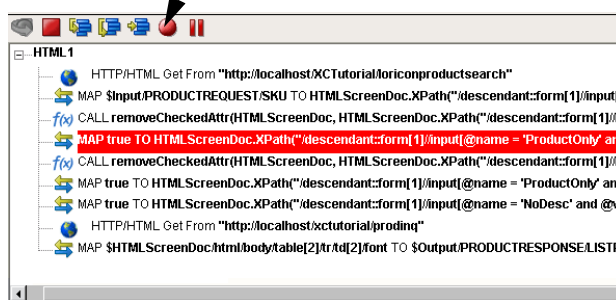 HTML1
HTTP/HTML Get From "http://localhost/XCTutorial/loriconproductsearch"
MAP $Input/PRODUCTREQUEST/SKU TO HTMLScreenDoc.XPath("/descendant::form[1]//input[
f(x) CALL removeCheckedAttr(HTMLScreenDoc, HTMLScreenDoc.XPath("/descendant::form[1]//
MAP true TO HTMLScreenDoc.XPath("/descendant::form[1]//input[@name = 'ProductOnly' an
f(x) CALL removeCheckedAttr(HTMLScreenDoc, HTMLScreenDoc.XPath("/descendant::form[1]//
MAP true TO HTMLScreenDoc.XPath("/descendant::form[1]//input[@name = 'ProductOnly' an
MAP true TO HTMLScreenDoc.XPath("/descendant::form[1]//input[@name = 'NoDesc' and @v
HTTP/HTML Get From "http://localhost/xctutorial/prodinq"
MAP $HTMLScreenDoc/html/body/table[2]/tr/td[2]/font TO $Output/PRODUCTRESPONSE/LISTP